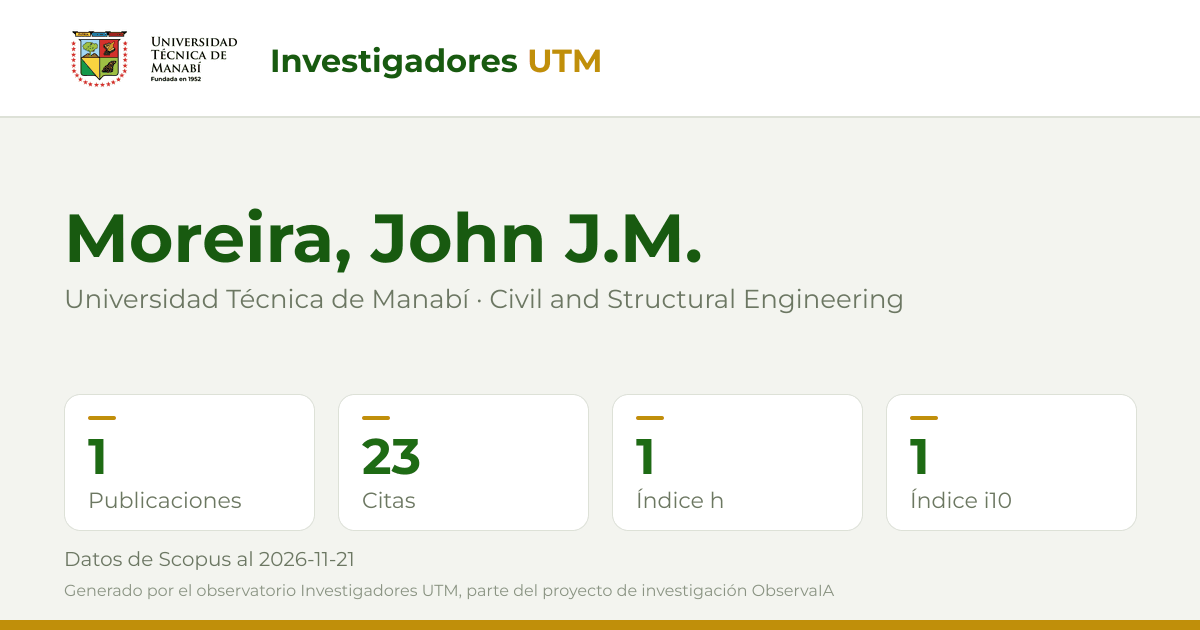 UNIVERSIDAD
TÉCNICA DE
MANABÍ
Fundada en 1952
Investigadores UTM
Moreira, John J.M.
Universidad Técnica de Manabí · Civil and Structural Engineering
1
Publicaciones
23
Citas
1
Índice h
1
Índice i10
Datos de Scopus al 2026-11-21
Generado por el observatorio Investigadores UTM, parte del proyecto de investigación ObservaIA